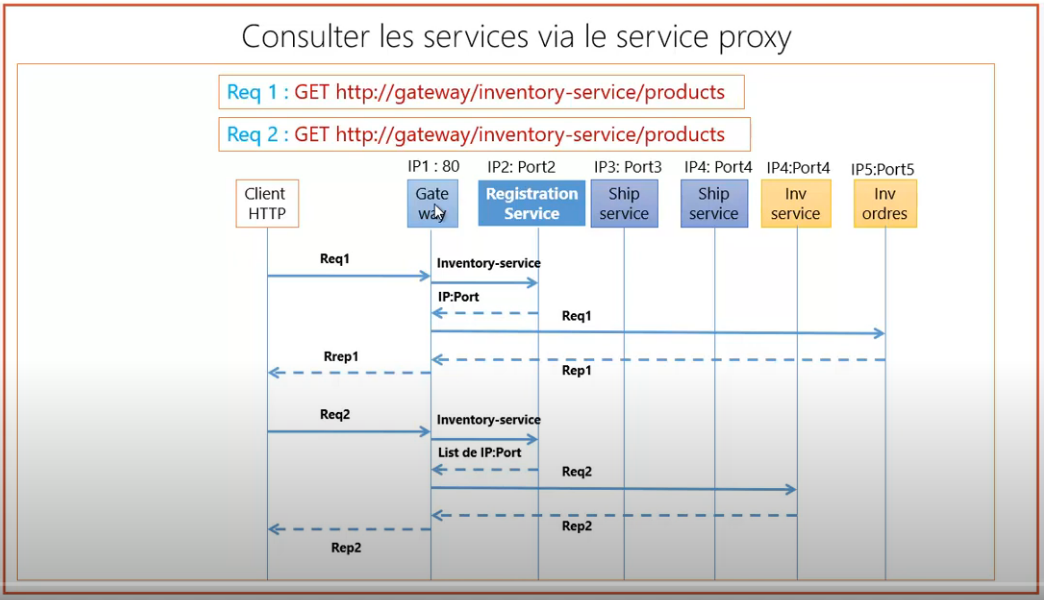 Consulter les services via le service proxy
Req 1 : GET http://gateway/inventory-service/products
Req 2 : GET http://gateway/inventory-service/products
IP1 : 80
IP2: Port2
IP3: Port3
IP4: Port4
IP4:Port4
IP5:Port5
Client
HTTP
Gate
way
Registration
Service
Ship
service
Ship
service
Inv
service
Inv
ordres
Req1
Inventory-service
IP:Port
Req1
Rrep1
Rep1
Req2
Inventory-service
List de IP:Port
Req2
Rep2
Rep2